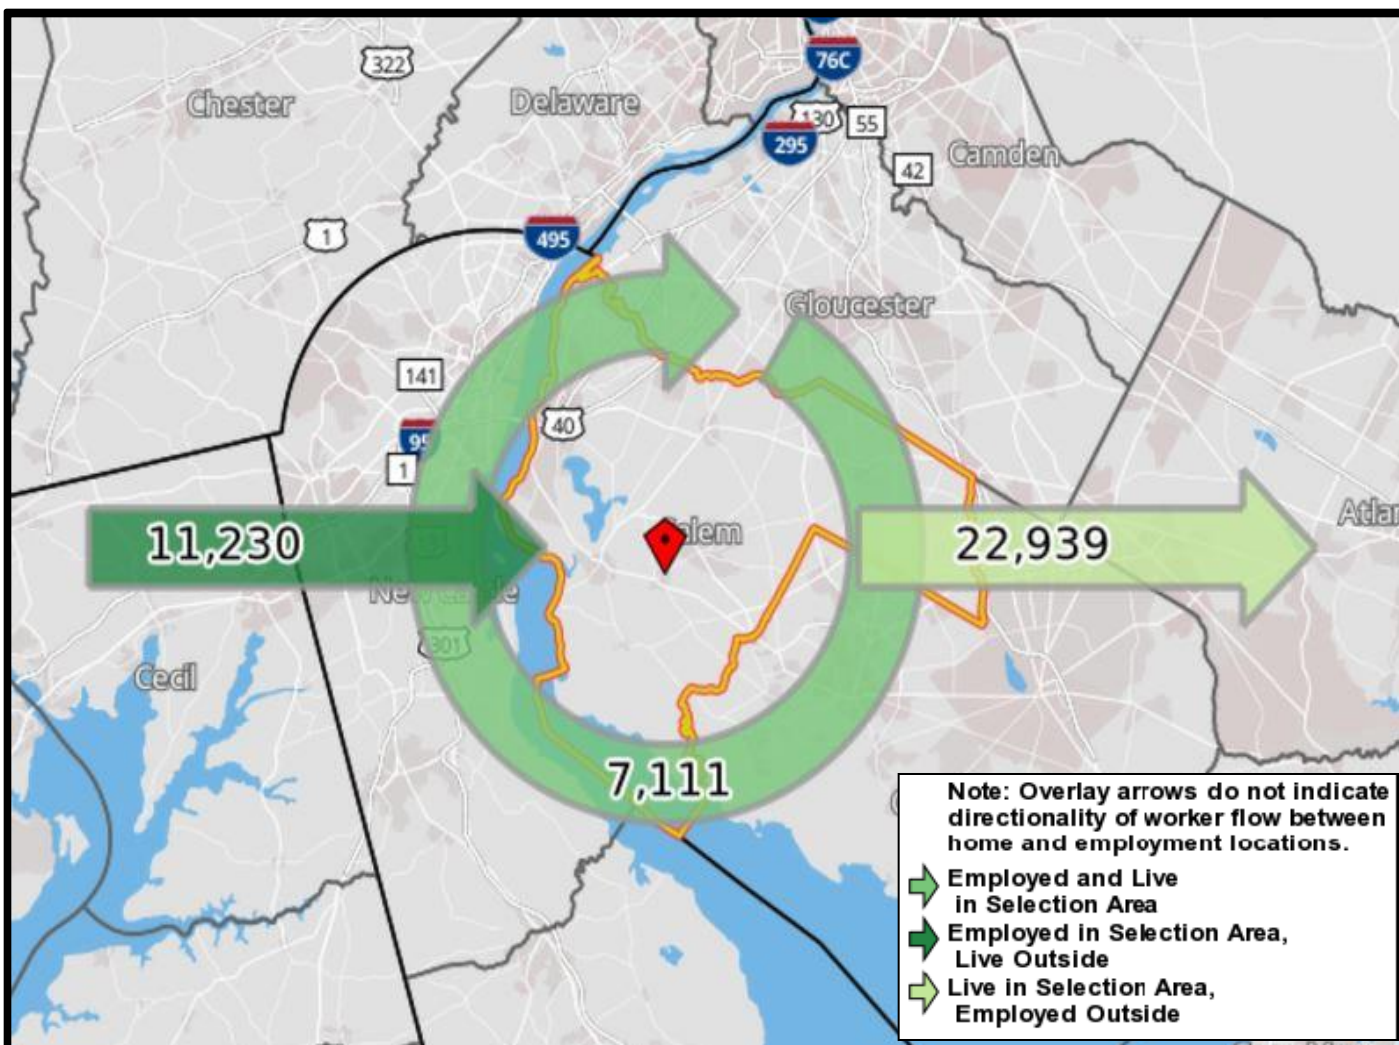 76C
322
Chester
Delaware
130
55
295
42
Camden
1
495
Gloucester
141
40
95
1
11,230
Salem
22,939
New Castle
301
Cecil
7,111
Note: Overlay arrows do not indicate
directionality of worker flow between
home and employment locations.
Employed and Live
in Selection Area
Employed in Selection Area,
Live Outside
Live in Selection Area,
Employed Outside